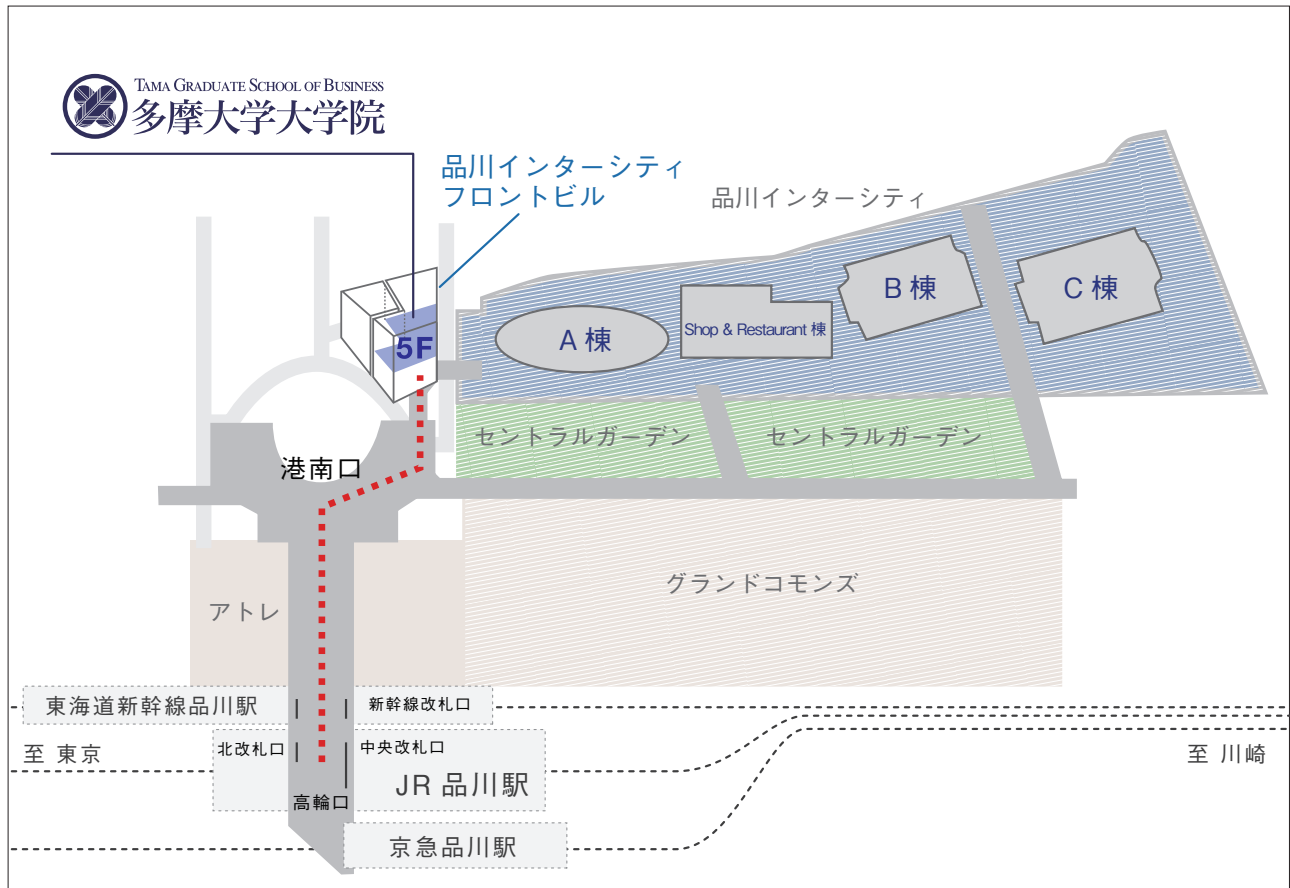 TAMA GRADUATE SCHOOL OF BUSINESS
多摩大学大学院
品川インターシティ
フロントビル
品川インターシティ
B 棟
C 棟
A 棟
Shop & Restaurant 棟
5F
セントラルガーデン
セントラルガーデン
港南口
グランドコモンズ
アトレ
東海道新幹線品川駅
新幹線改札口
至 東京
北改札口
中央改札口
至 川崎
JR 品川駅
高輪口
京急品川駅